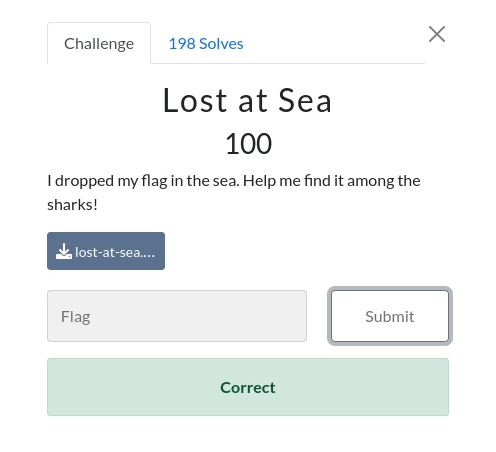 Challenge
198 Solves
Lost at Sea
100
I dropped my flag in the sea. Help me find it among the
sharks!
lost-at-sea....
Flag
Submit
Correct